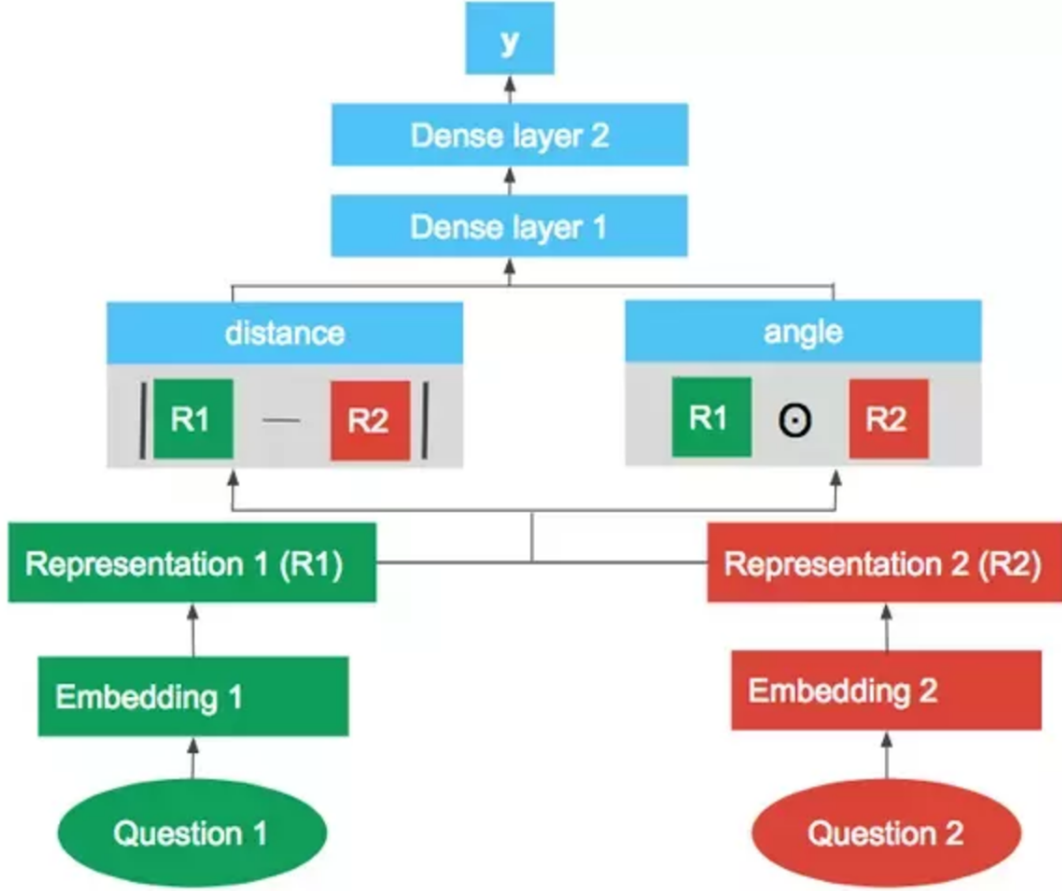 y
Dense layer 2
Dense layer 1
distance
angle
| R1 — R2 |
R1 ⊙ R2
Representation 1 (R1)
Representation 2 (R2)
Embedding 1
Embedding 2
Question 1
Question 2